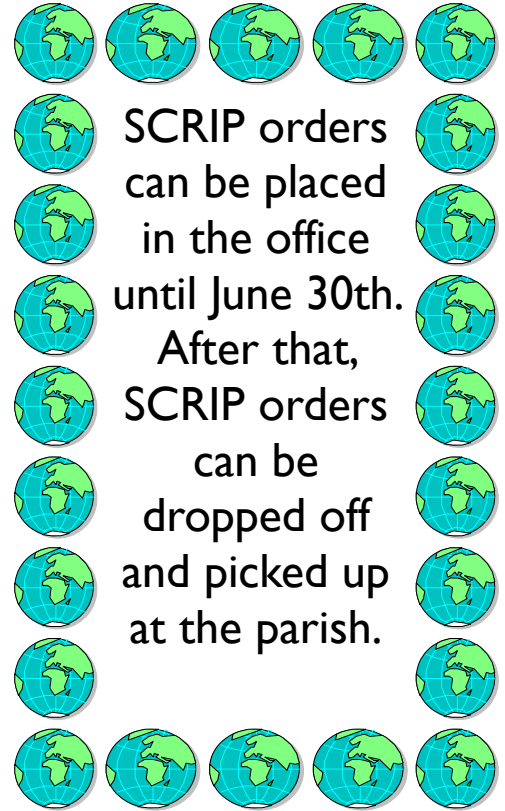 SCRIP orders
can be placed
in the office
until June 30th.
After that,
SCRIP orders
can be
dropped off
and picked up
at the parish.